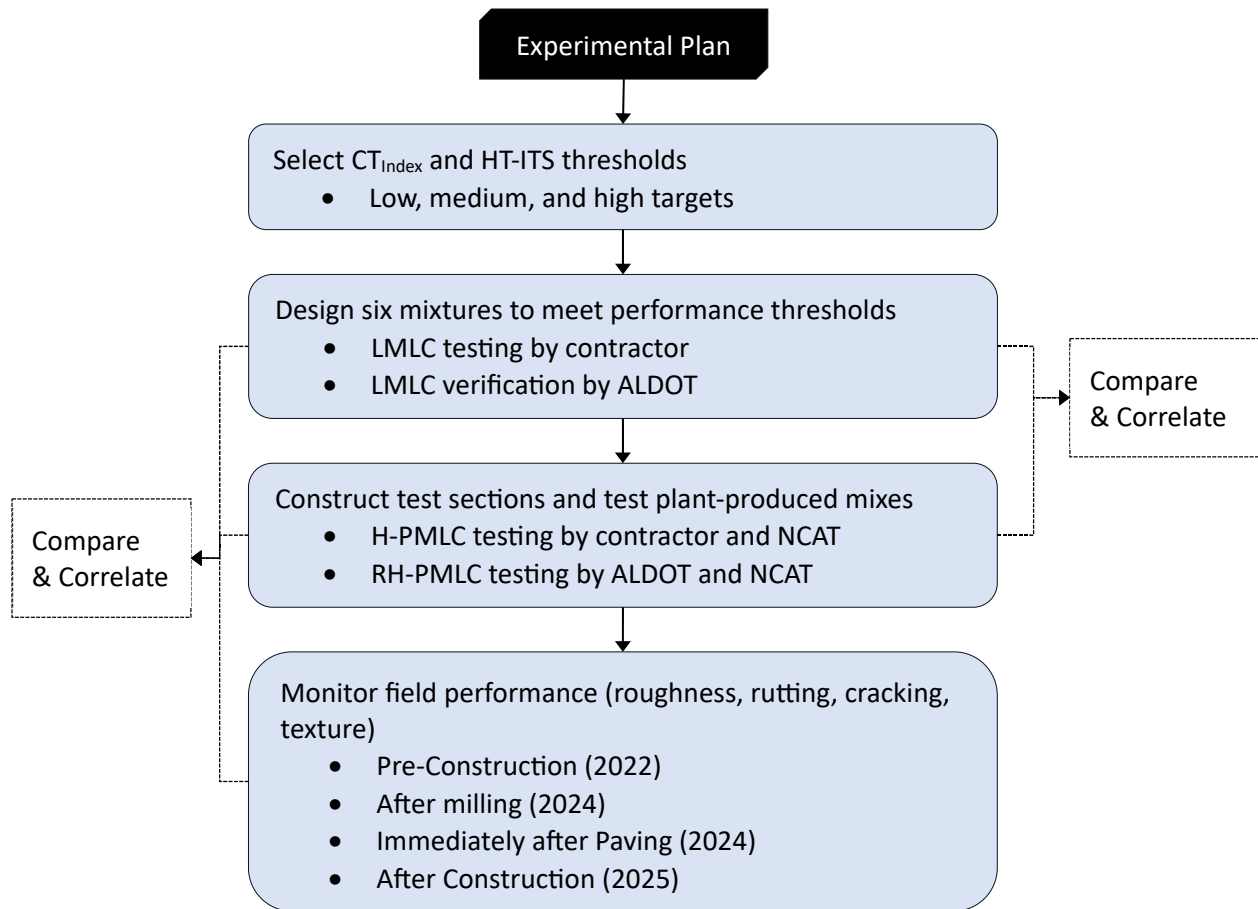 Experimental Plan
Select CTIndex and HT-ITS thresholds
• Low, medium, and high targets
Design six mixtures to meet performance thresholds
• LMLC testing by contractor
• LMLC verification by ALDOT
Compare
& Correlate
Construct test sections and test plant-produced mixes
• H-PMLC testing by contractor and NCAT
• RH-PMLC testing by ALDOT and NCAT
Compare
& Correlate
Monitor field performance (roughness, rutting, cracking,
texture)
• Pre-Construction (2022)
• After milling (2024)
• Immediately after Paving (2024)
• After Construction (2025)